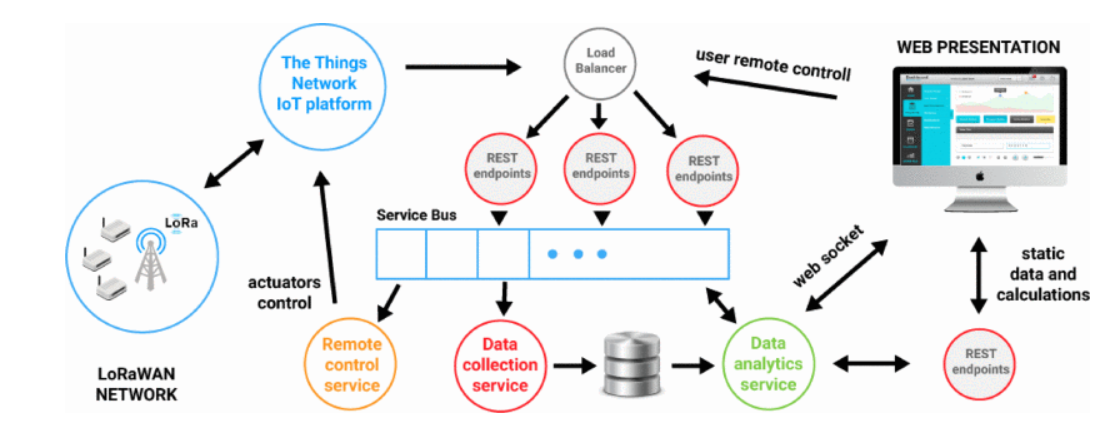 The Things
Network
IoT platform
Load
Balancer
user remote controll
WEB PRESENTATION
REST
endpoints
REST
endpoints
REST
endpoints
LoRa
Service Bus
actuators
control
web socket
static
data and
calculations
Remote
control
service
Data
collection
service
Data
analytics
service
REST
endpoints
LoRaWAN
NETWORK